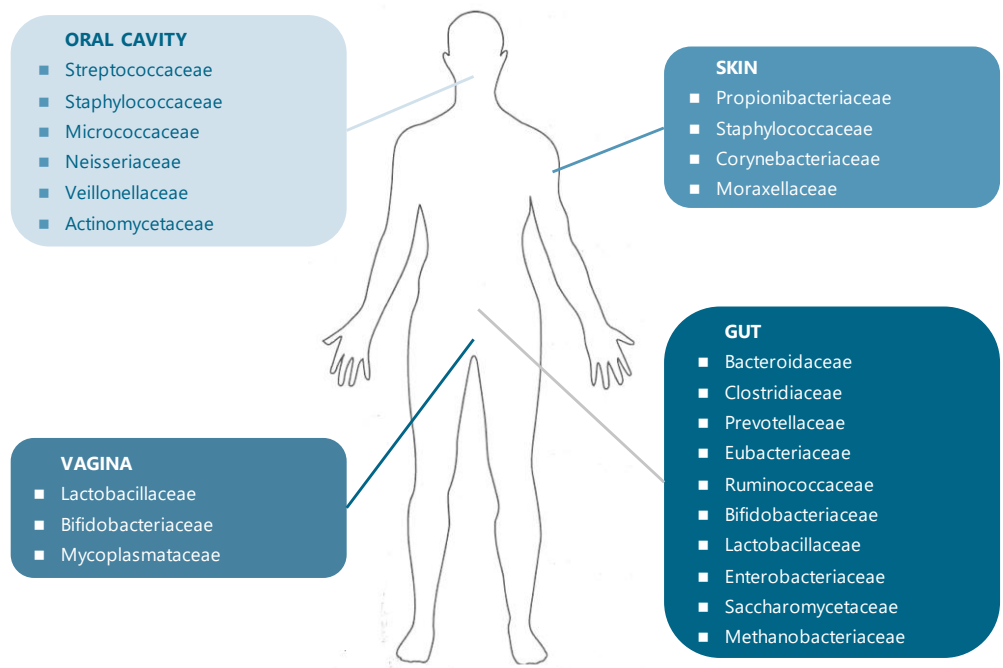 ORAL CAVITY
Streptococcaceae
Staphylococcaceae
Micrococcaceae
Neisseriaceae
Veillonellaceae
Actinomycetaceae
SKIN
Propionibacteriaceae
Staphylococcaceae
Corynebacteriaceae
Moraxellaceae
VAGINA
Lactobacillaceae
Bifidobacteriaceae
Mycoplasmataceae
GUT
Bacteroidaceae
Clostridiaceae
Prevotellaceae
Eubacteriaceae
Ruminococcaceae
Bifidobacteriaceae
Lactobacillaceae
Enterobacteriaceae
Saccharomycetaceae
Methanobacteriaceae